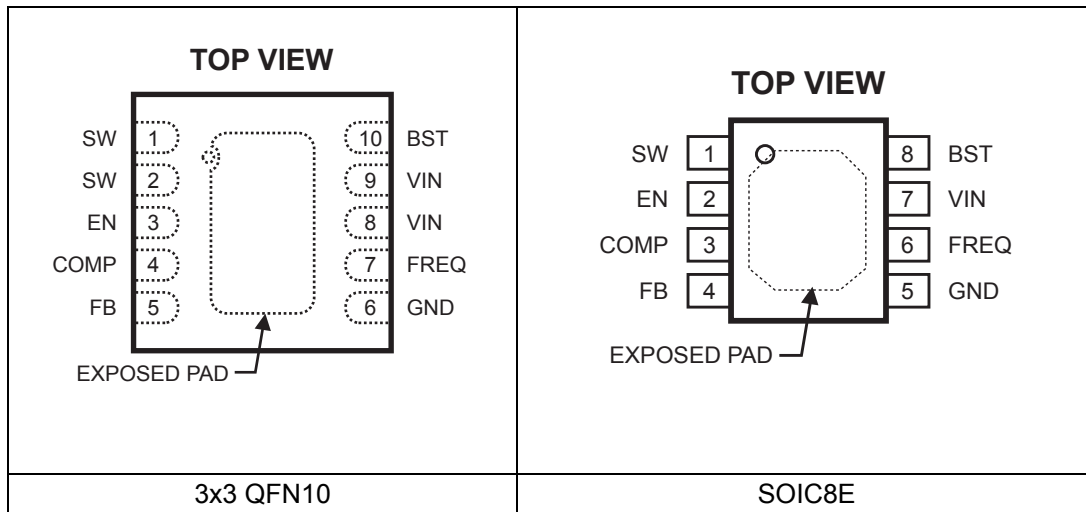 TOP VIEW
SW 1 10 BST
SW 2 9 VIN
EN 3 8 VIN
COMP 4 7 FREQ
FB 5 6 GND
EXPOSED PAD
3x3 QFN10
TOP VIEW
SW 1 8 BST
EN 2 7 VIN
COMP 3 6 FREQ
FB 4 5 GND
EXPOSED PAD
SOIC8E